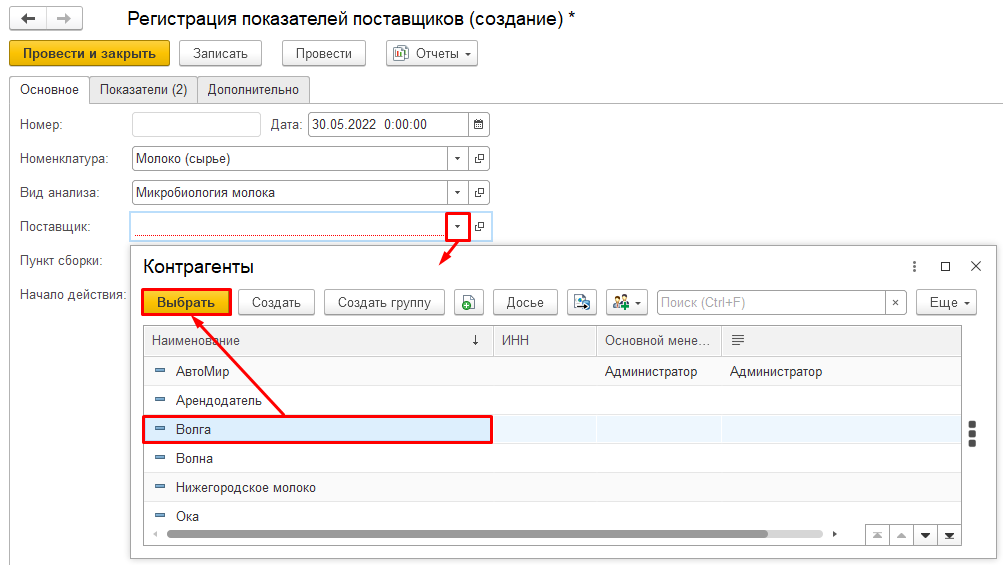 Регистрация показателей поставщиков (создание) *
Провести и закрыть Записать Провести Отчеты
Основное Показатели (2) Дополнительно
Номер: Дата: 30.05.2022 0:00:00
Номенклатура: Молоко (сырье)
Вид анализа: Микробиология молока
Поставщик:
Пункт сборки:
Начало действия:
Контрагенты
Выбрать Создать Создать группу Досье Поиск (Ctrl+F) × Еще
Наименование ↓ ИНН Основной мене...
АвтоМир Администратор Администратор
Арендодатель
Волга
Волна
Нижегородское молоко
Ока